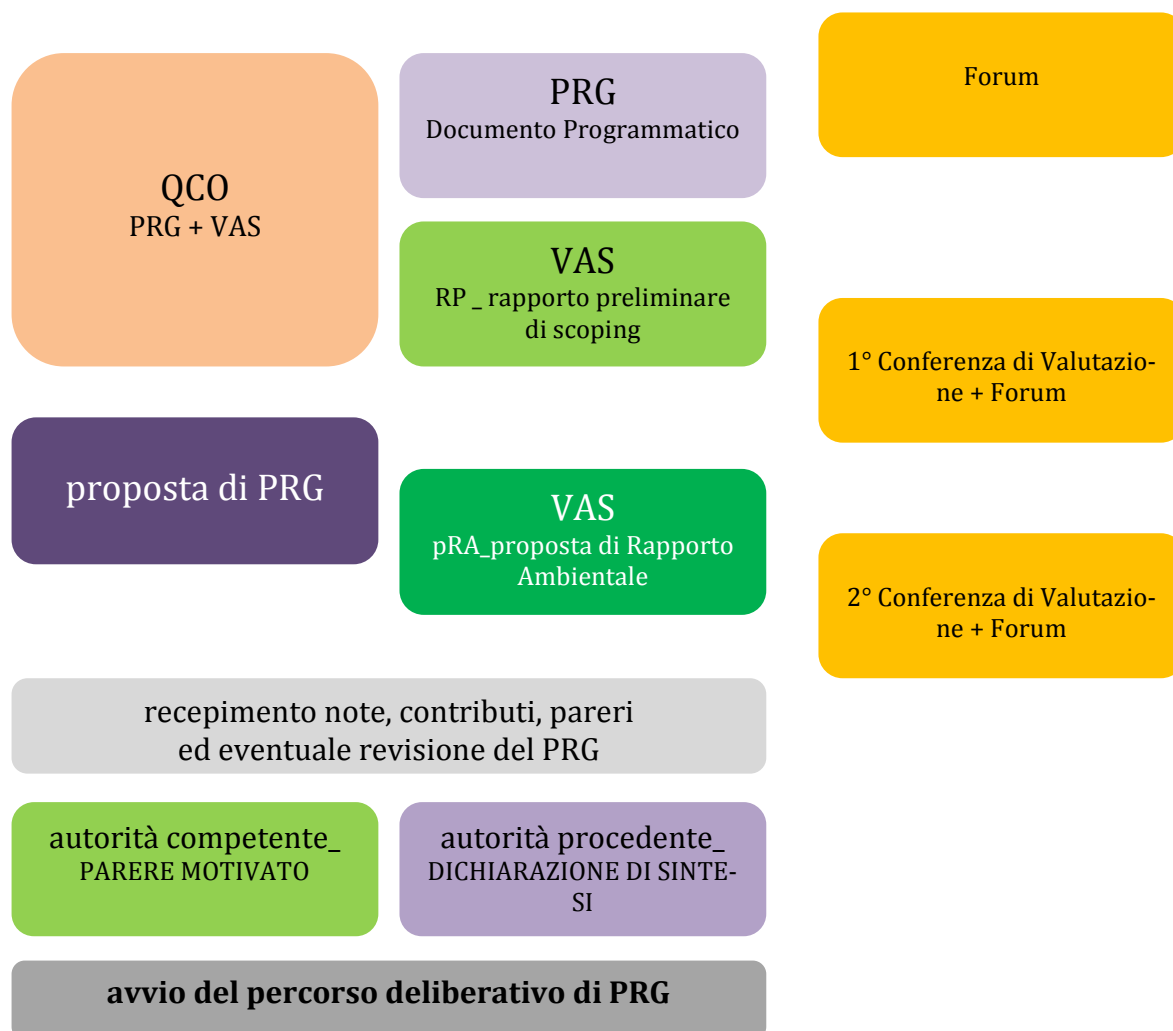 QCO
PRG + VAS
PRG
Documento Programmatico
VAS
RP _ rapporto preliminare
di scoping
Forum
1° Conferenza di Valutazio-
ne + Forum
proposta di PRG
VAS
pRA_proposta di Rapporto
Ambientale
2° Conferenza di Valutazio-
ne + Forum
recepimento note, contributi, pareri
ed eventuale revisione del PRG
autorità competente_
PARERE MOTIVATO
autorità procedente_
DICHIARAZIONE DI SINTE-
SI
avvio del percorso deliberativo di PRG